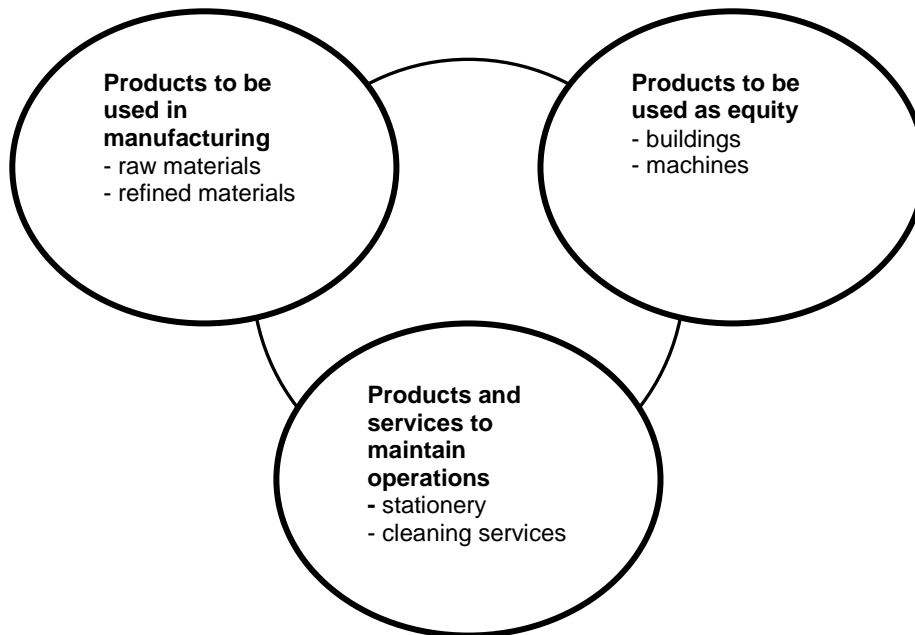 Products to be
used in
manufacturing
- raw materials
- refined materials
Products to be
used as equity
- buildings
- machines
Products and
services to
maintain
operations
- stationery
- cleaning services